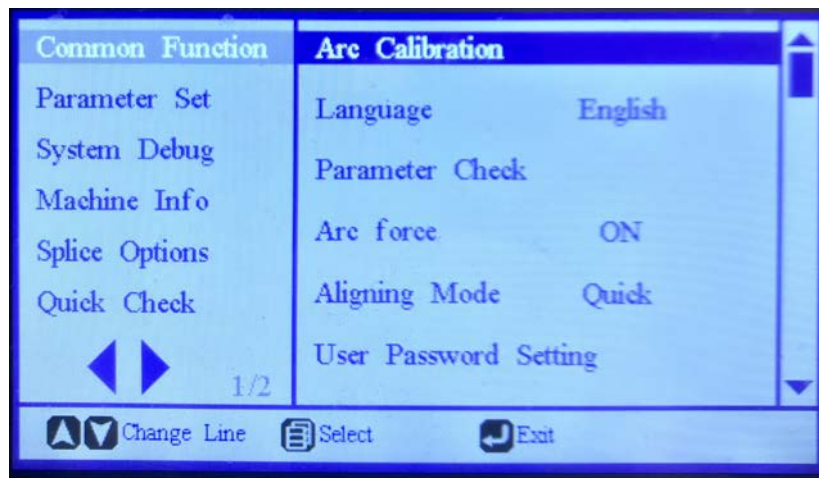 Common Function
Parameter Set
System Debug
Machine Info
Splice Options
Quick Check
1/2
Arc Calibration
Language English
Parameter Check
Arc force ON
Aligning Mode Quick
User Password Setting
Change Line Select Exit